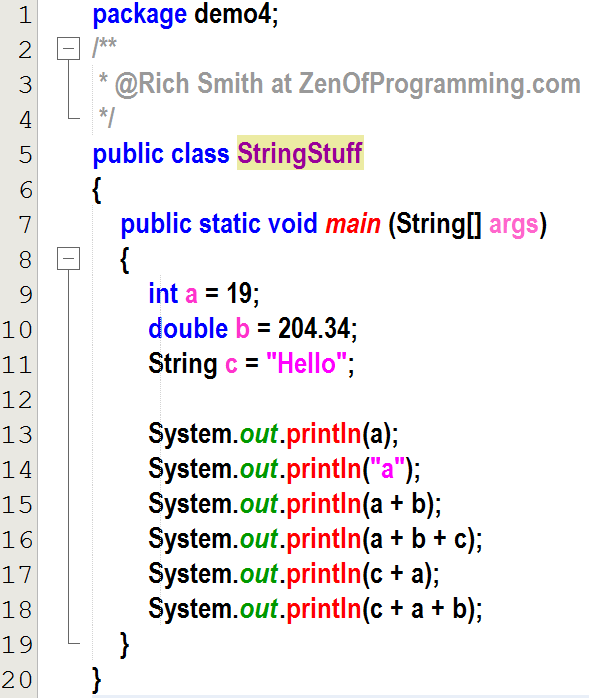 1 package demo4;
2 /**
3 * @Rich Smith at ZenOfProgramming.com
4 */
5 public class StringStuff
6 {
7 public static void main (String[] args)
8 {
9 int a = 19;
10 double b = 204.34;
11 String c = "Hello";
12
13 System.out.println(a);
14 System.out.println("a");
15 System.out.println(a + b);
16 System.out.println(a + b + c);
17 System.out.println(c + a);
18 System.out.println(c + a + b);
19 }
20 }